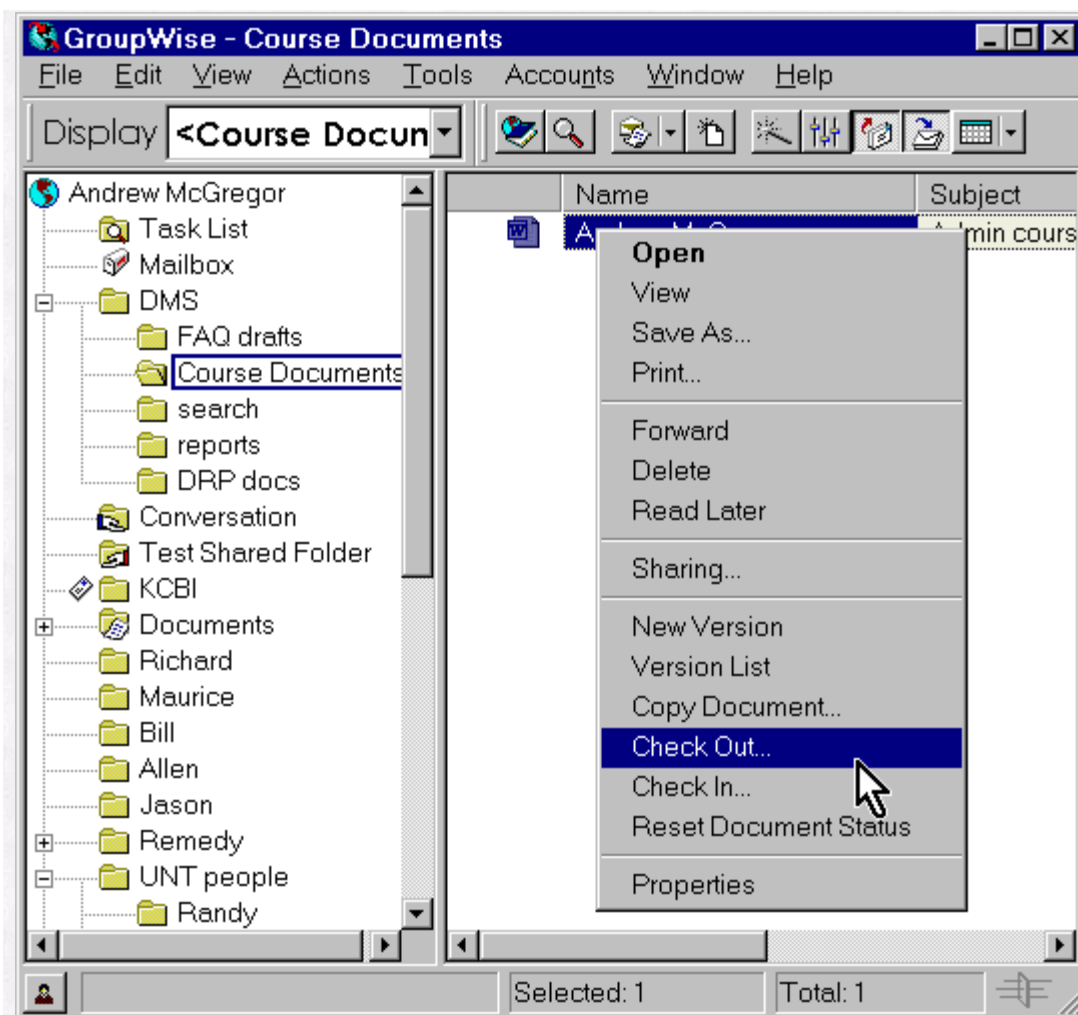 GroupWise - Course Documents
File Edit View Actions Tools Accounts Window Help
Display <Course Docun
Andrew McGregor
Task List
Mailbox
DMS
FAQ drafts
Course Documents
search
reports
DRP docs
Conversation
Test Shared Folder
KCBI
Documents
Richard
Maurice
Bill
Allen
Jason
Remedy
UNT people
Randy
Name Subject
Open
View
Save As...
Print...
Forward
Delete
Read Later
Sharing...
New Version
Version List
Copy Document...
Check Out...
Check In...
Reset Document Status
Properties
Selected: 1 Total: 1